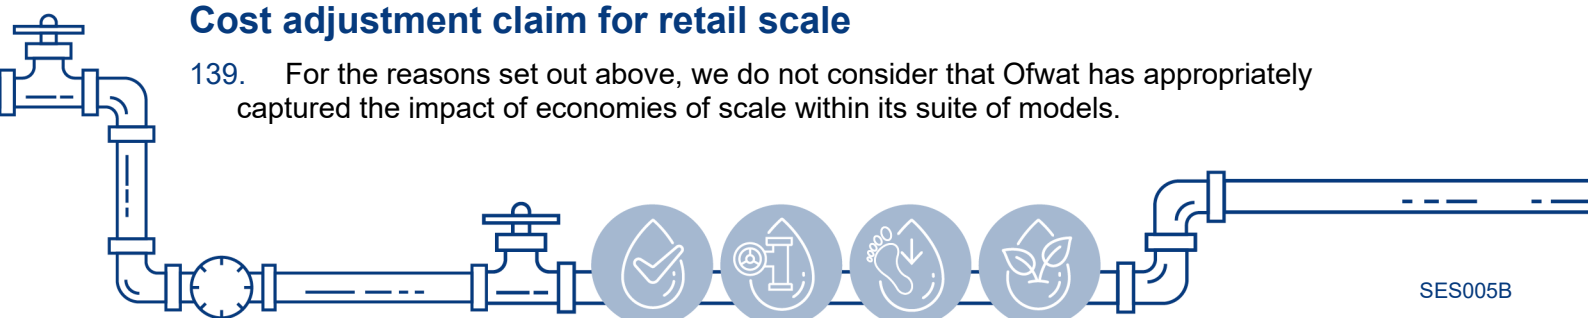 Cost adjustment claim for retail scale
139. For the reasons set out above, we do not consider that Ofwat has appropriately
captured the impact of economies of scale within its suite of models.
SES005B